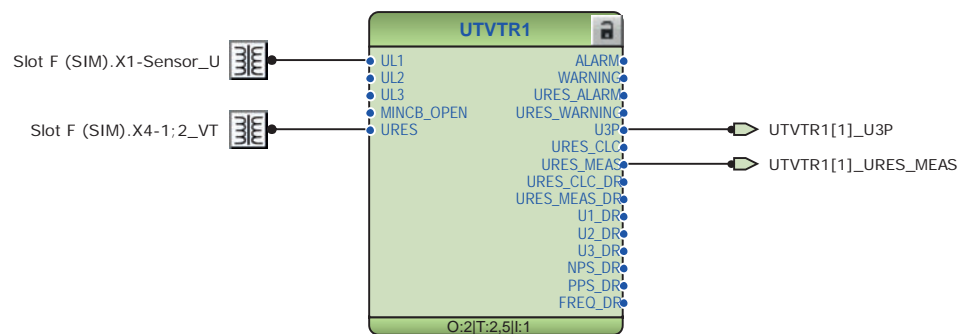 UTVTR1
Slot F (SIM).X1-Sensor_U
Slot F (SIM).X4-1;2_VT
UL1
UL2
UL3
MINCB_OPEN
URES
ALARM
WARNING
URES_ALARM
URES_WARNING
U3P
URES_CLC
URES_MEAS
URES_CLC_DR
URES_MEAS_DR
U1_DR
U2_DR
U3_DR
NPS_DR
PPS_DR
FREQ_DR
UTVTR1[1]_U3P
UTVTR1[1]_URES_MEAS
O:2|T:2,5|I:1